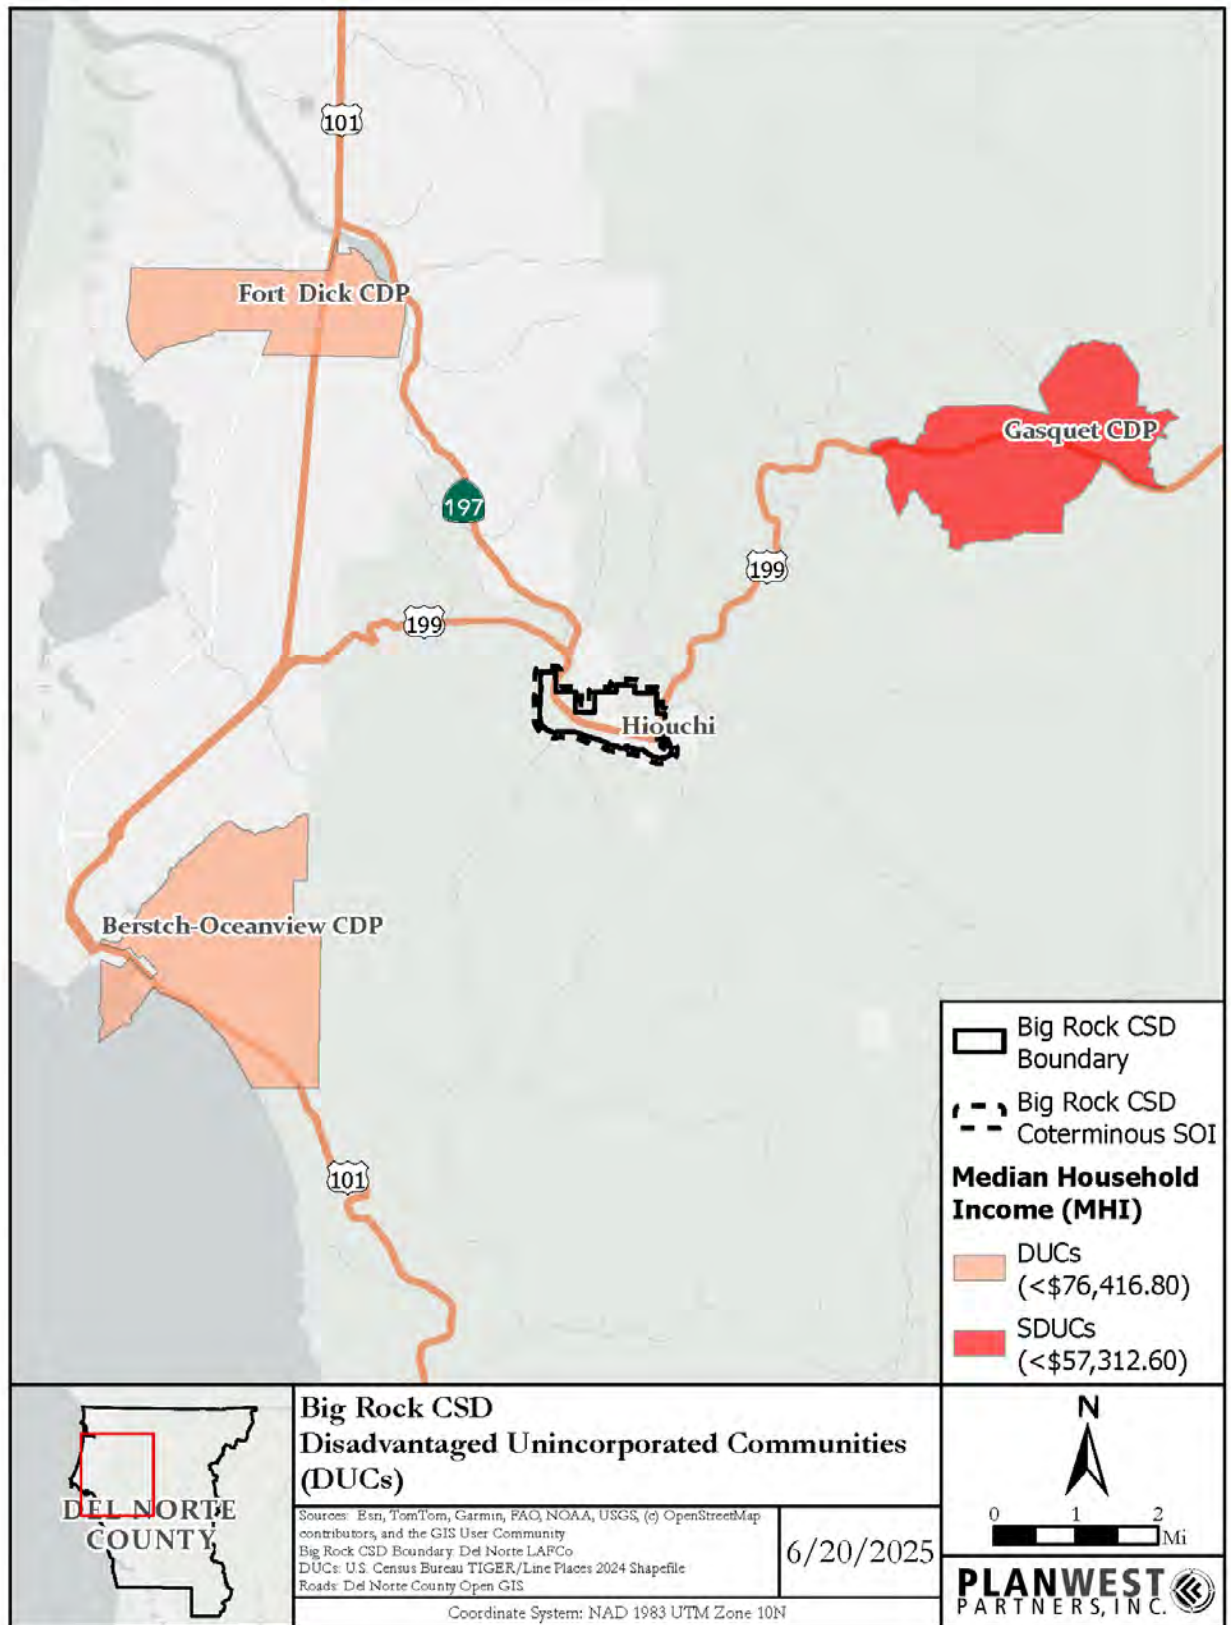 101
Fort Dick CDP
Gasquet CDP
197
199
199
Hiouchi
Berstch-Oceanview CDP
101
Big Rock CSD
Boundary
Big Rock CSD
Coterminous SOI
Median Household
Income (MHI)
DUCs
(<$76,416.80)
SDUCs
(<$57,312.60)
DEL NORTE
COUNTY
Big Rock CSD
Disadvantaged Unincorporated Communities
(DUCs)
Sources: Esri, TomTom, Garmin, FAO, NOAA, USGS, (c) OpenStreetMap
contributors, and the GIS User Community
Big Rock CSD Boundary: Del Norte LAFCo
DUCs: U.S. Census Bureau TIGER/Line Places 2024 Shapefile
Roads: Del Norte County Open GIS
6/20/2025
Coordinate System: NAD 1983 UTM Zone 10N
N
0 1 2
Mi
PLANWEST
PARTNERS, INC.